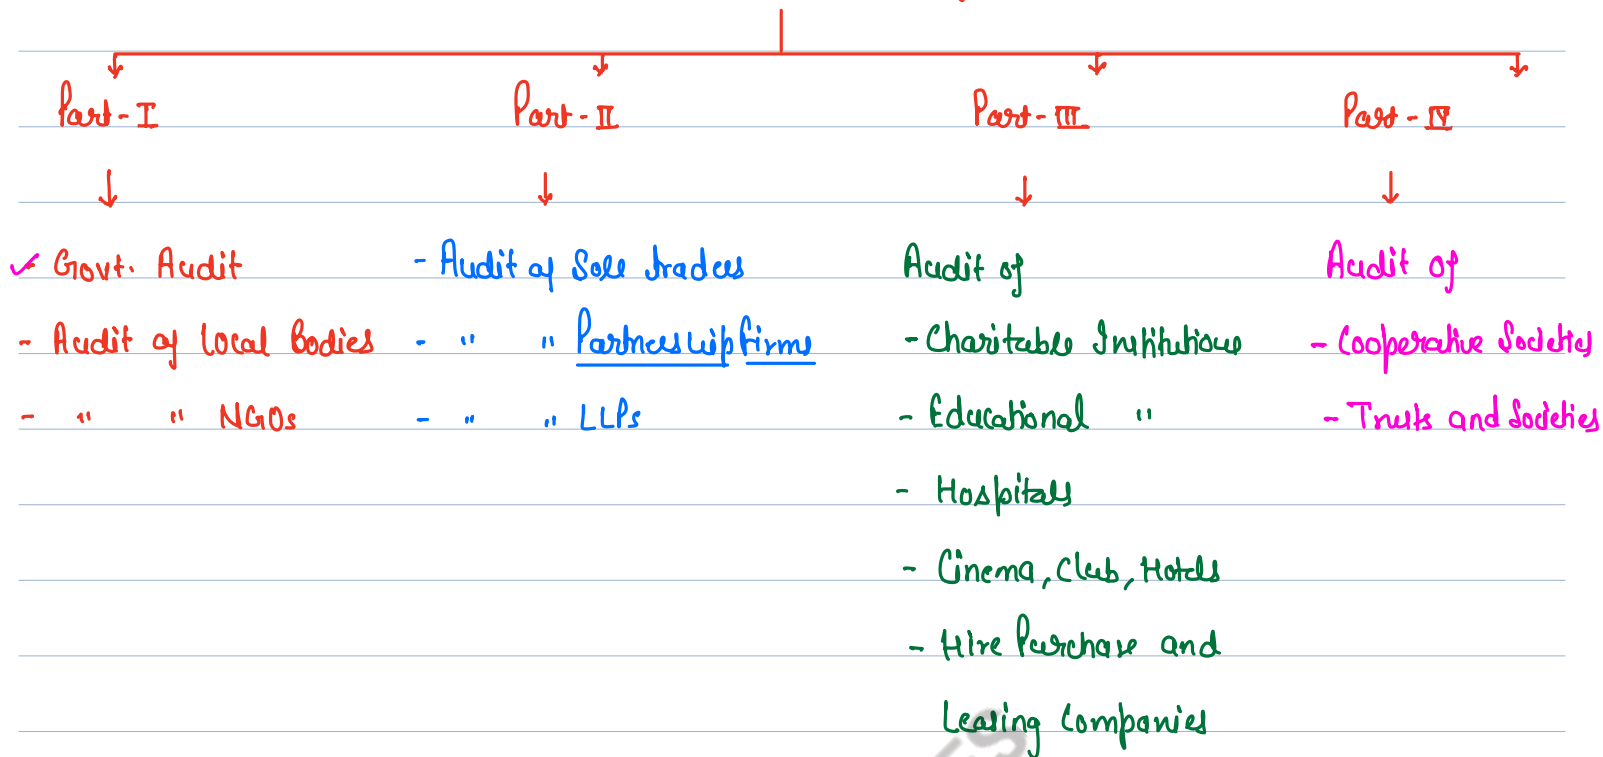 Part-I
Part-II
Part-III
Part-IV
- Govt. Audit
- Audit of Local Bodies
- " " NGOs
- Audit of Sole traders
- " " Partnership firms
- " " LLPs
Audit of
- Charitable Institutions
- Educational "
- Hospitals
- Cinema, Club, Hotels
- Hire Purchase and
Leasing Companies
Audit of
- Cooperative Societies
- Trusts and Societies